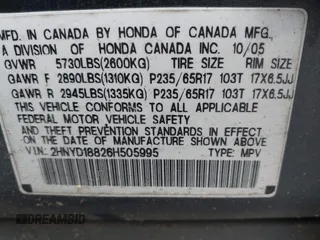 MFD. IN CANADA BY HONDA OF CANADA MFG.,
A DIVISION OF HONDA CANADA INC. 10/05
GVWR 5730LBS(2600KG) TIRE SIZE RIM SIZE
GAWR F 2890LBS(1310KG) P235/65R17 103T 17X6.5JJ
GAWR R 2945LBS(1335KG) P235/65R17 103T 17X6.5JJ
THIS VEHICLE CONFORMS TO ALL APPLICABLE
FEDERAL MOTOR VEHICLE SAFETY AND THEFT
PREVENTION STANDARDS IN EFFECT ON THE DATE
OF MANUFACTURE SHOWN ABOVE.
V.I.N.: 2HNYD18826H505995 TYPE: MPV
DREAMBID